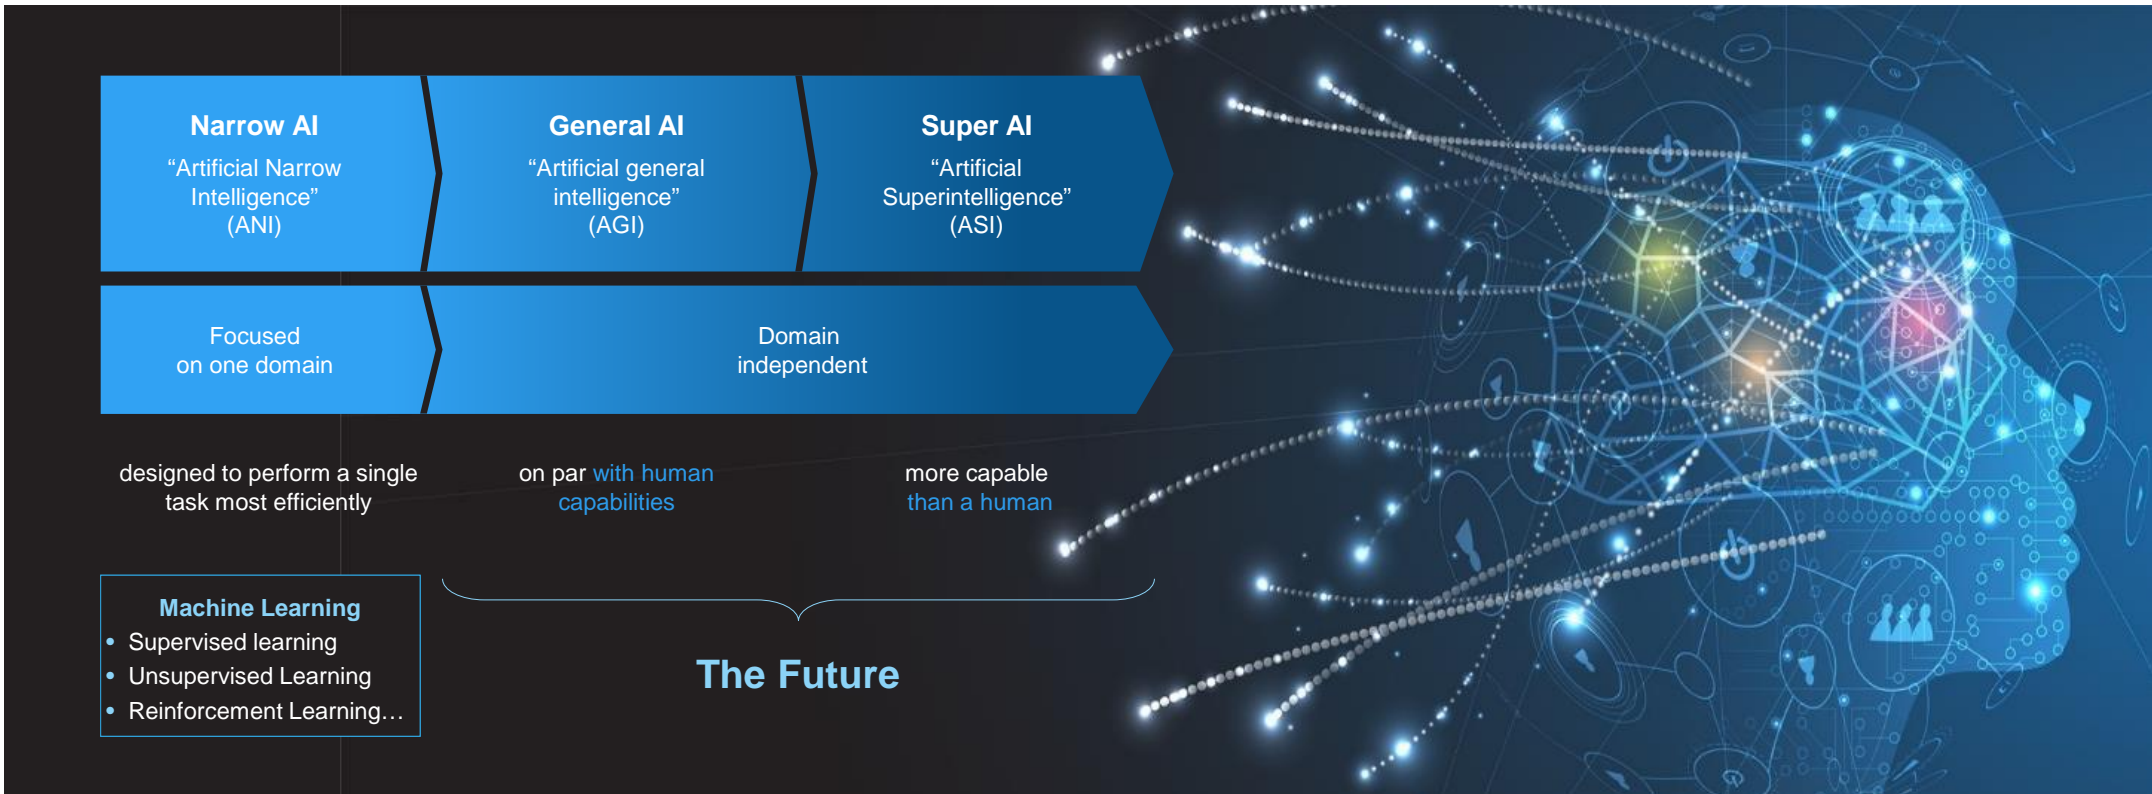 Narrow AI
“Artificial Narrow
Intelligence”
(ANI)
General AI
“Artificial general
intelligence”
(AGI)
Super AI
“Artificial
Superintelligence”
(ASI)
Focused
on one domain
Domain
independent
designed to perform a single
task most efficiently
on par with human
capabilities
more capable
than a human
Machine Learning
• Supervised learning
• Unsupervised Learning
• Reinforcement Learning…
The Future